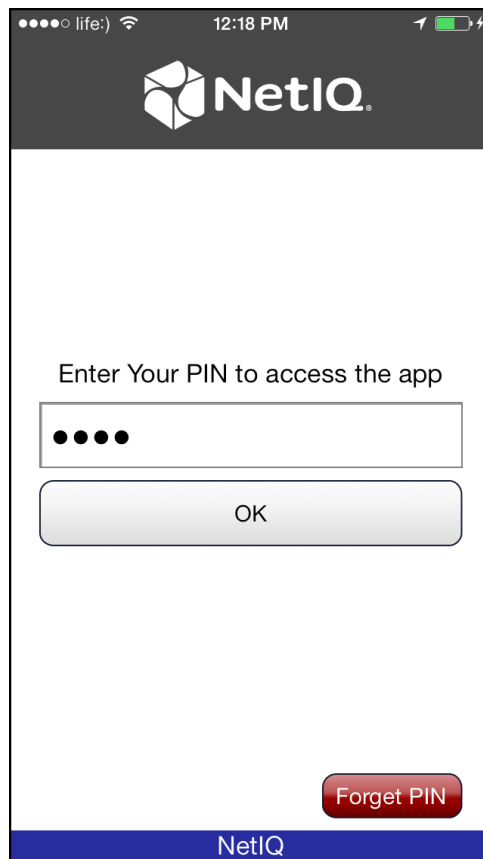 life:) 12:18 PM
NetIQ.
Enter Your PIN to access the app
●●●●
OK
Forget PIN
NetIQ